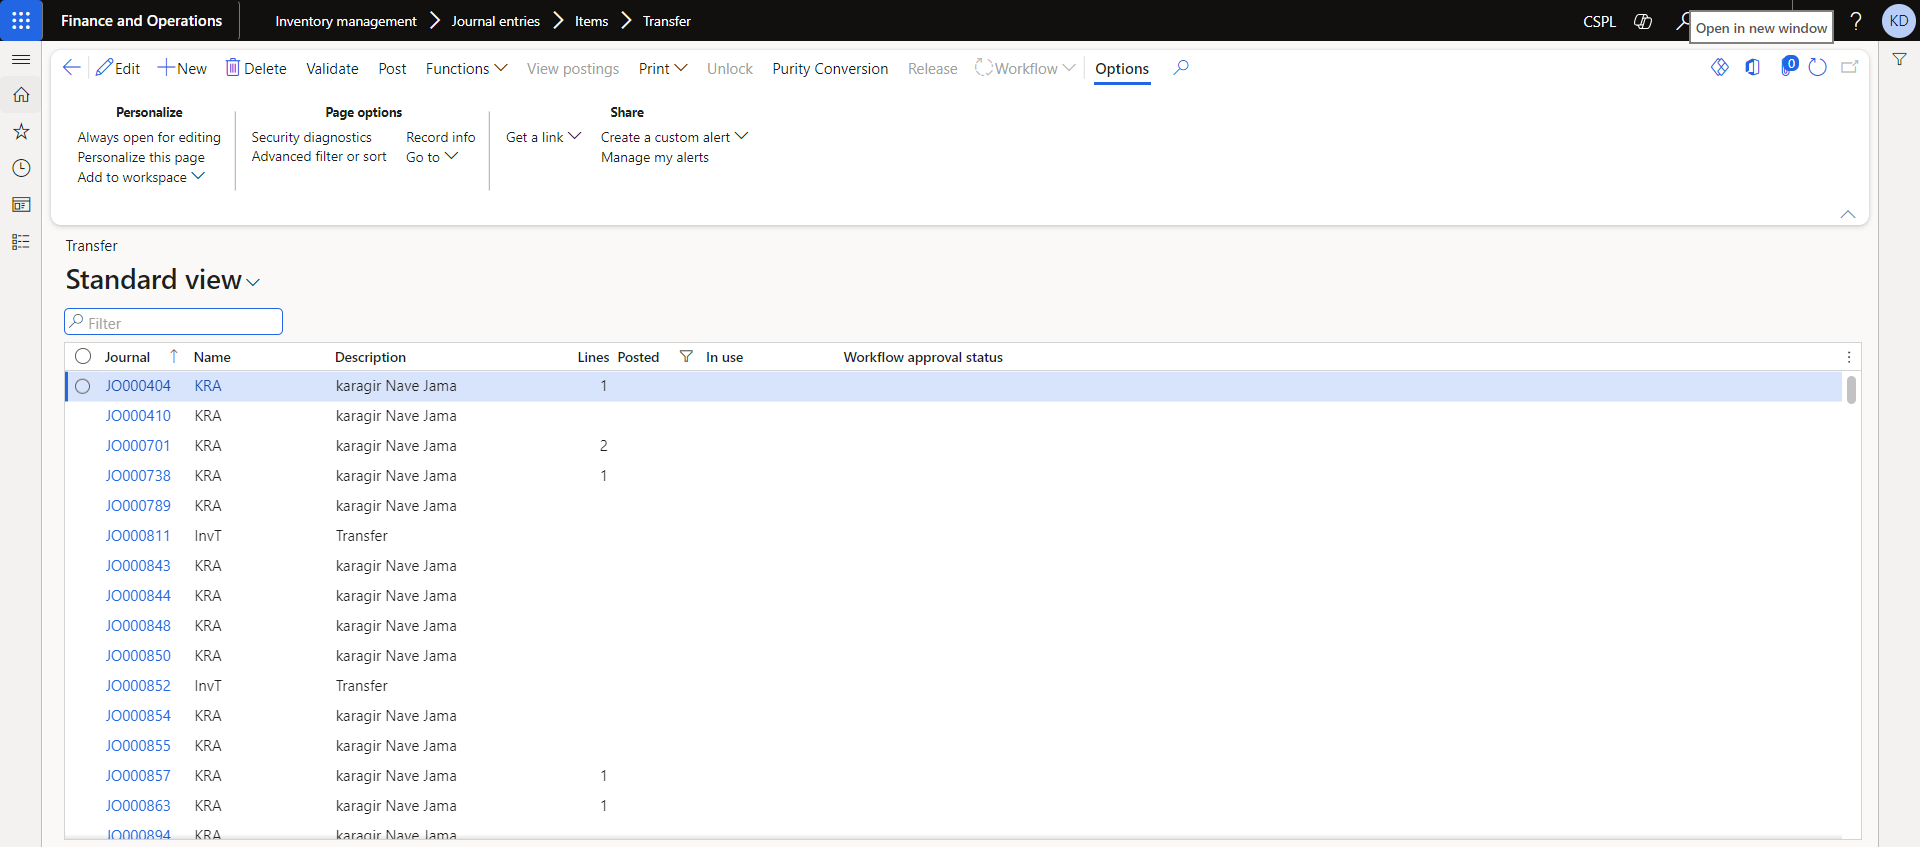 Finance and Operations
Inventory management > Journal entries > Items > Transfer
CSPL
Open in new window
?
KD
Edit New Delete Validate Post Functions View postings Print Unlock Purity Conversion Release Workflow Options
0
Personalize
Always open for editing
Personalize this page
Add to workspace
Page options
Security diagnostics
Advanced filter or sort
Record info
Go to
Get a link
Share
Create a custom alert
Manage my alerts
Transfer
Standard view
Filter
Journal Name Description Lines Posted In use Workflow approval status
JO000404 KRA karagir Nave Jama 1
JO000410 KRA karagir Nave Jama
JO000701 KRA karagir Nave Jama 2
JO000738 KRA karagir Nave Jama 1
JO000789 KRA karagir Nave Jama
JO000811 InvT Transfer
JO000843 KRA karagir Nave Jama
JO000844 KRA karagir Nave Jama
JO000848 KRA karagir Nave Jama
JO000850 KRA karagir Nave Jama
JO000852 InvT Transfer
JO000854 KRA karagir Nave Jama
JO000855 KRA karagir Nave Jama
JO000857 KRA karagir Nave Jama 1
JO000863 KRA karagir Nave Jama 1
JO000894 KRA karagir Nave Jama